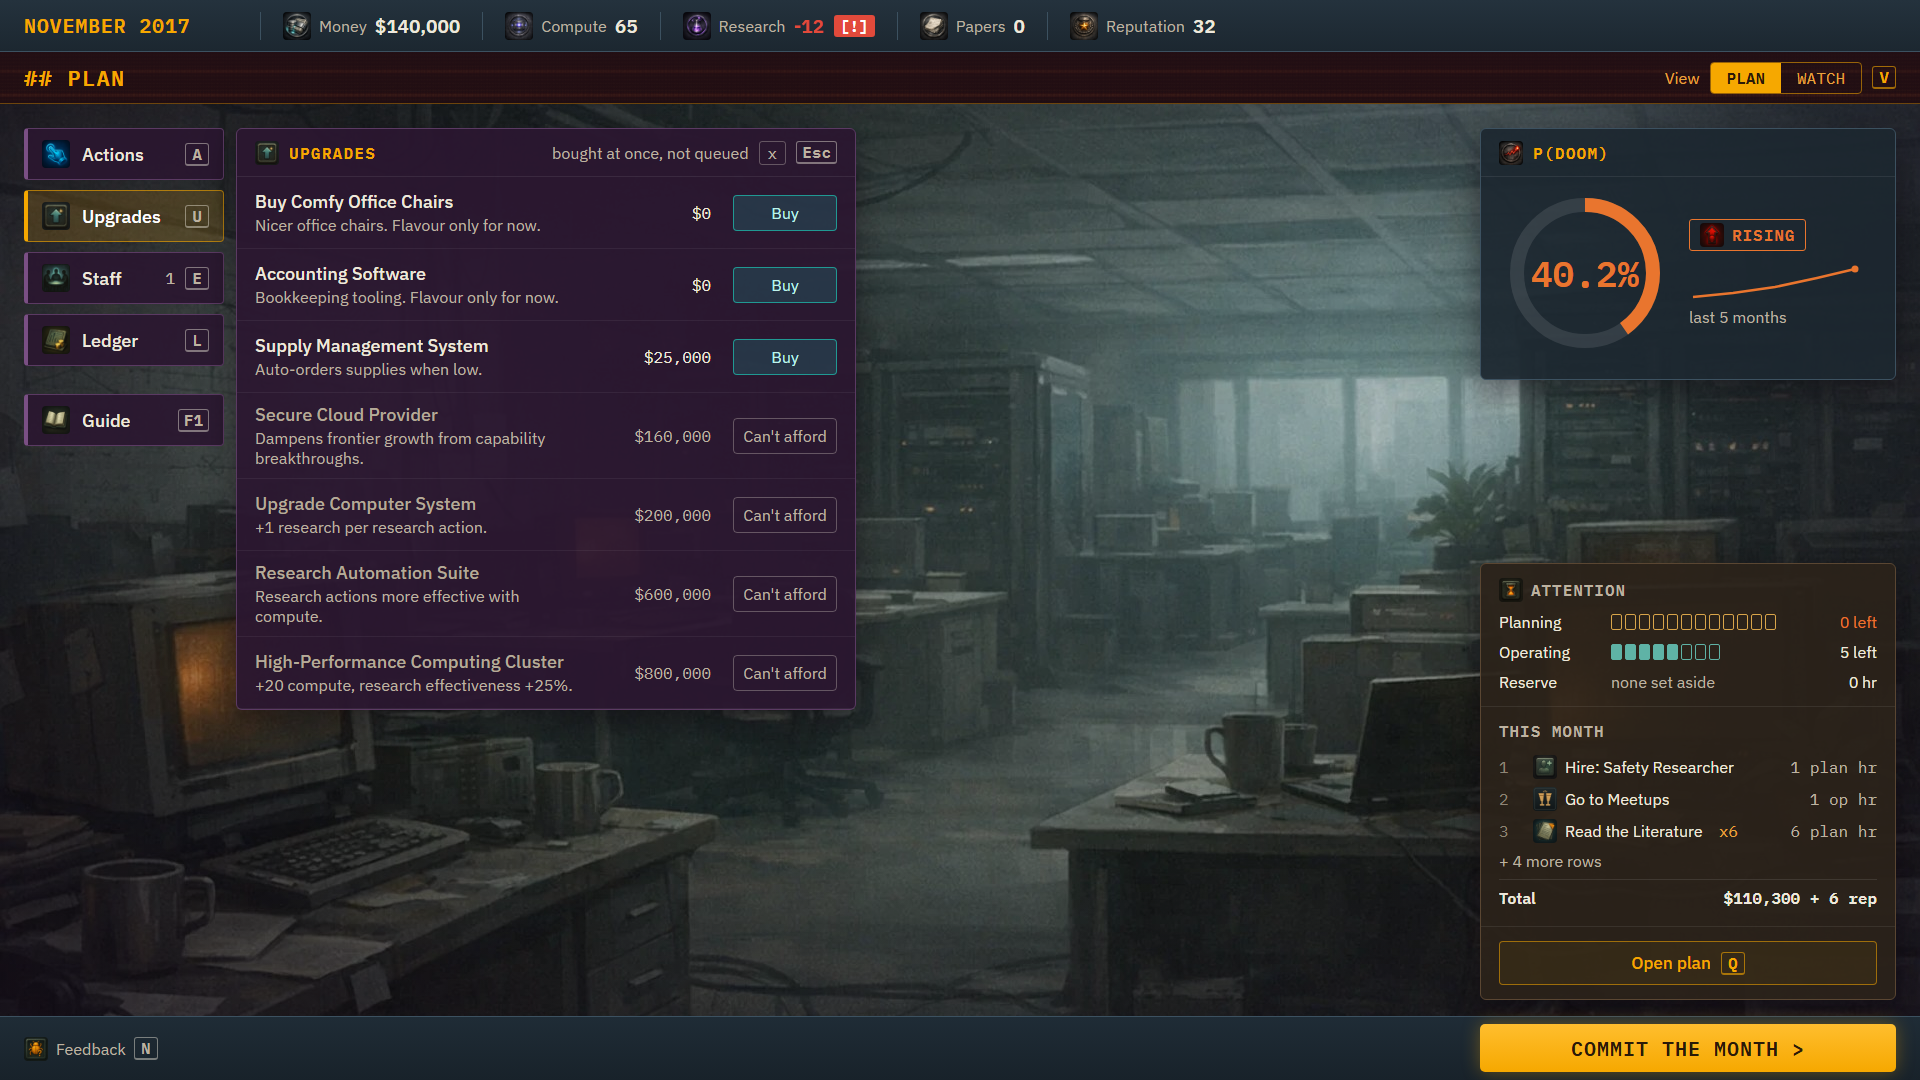 NOVEMBER 2017
Money $140,000
Compute 65
Research -12 [!]
Papers 0
Reputation 32
## PLAN
View PLAN WATCH V
Actions A
Upgrades U
Staff 1 E
Ledger L
Guide F1
UPGRADES bought at once, not queued x Esc
Buy Comfy Office Chairs
Nicer office chairs. Flavour only for now.
$0 Buy
Accounting Software
Bookkeeping tooling. Flavour only for now.
$0 Buy
Supply Management System
Auto-orders supplies when low.
$25,000 Buy
Secure Cloud Provider
Dampens frontier growth from capability
breakthroughs.
$160,000 Can't afford
Upgrade Computer System
+1 research per research action.
$200,000 Can't afford
Research Automation Suite
Research actions more effective with
compute.
$600,000 Can't afford
High-Performance Computing Cluster
+20 compute, research effectiveness +25%.
$800,000 Can't afford
P(DOOM)
40.2%
RISING
last 5 months
ATTENTION
Planning 0 left
Operating 5 left
Reserve none set aside 0 hr
THIS MONTH
1 Hire: Safety Researcher 1 plan hr
2 Go to Meetups 1 op hr
3 Read the Literature x6 6 plan hr
+ 4 more rows
Total $110,300 + 6 rep
Open plan Q
Feedback N
COMMIT THE MONTH >